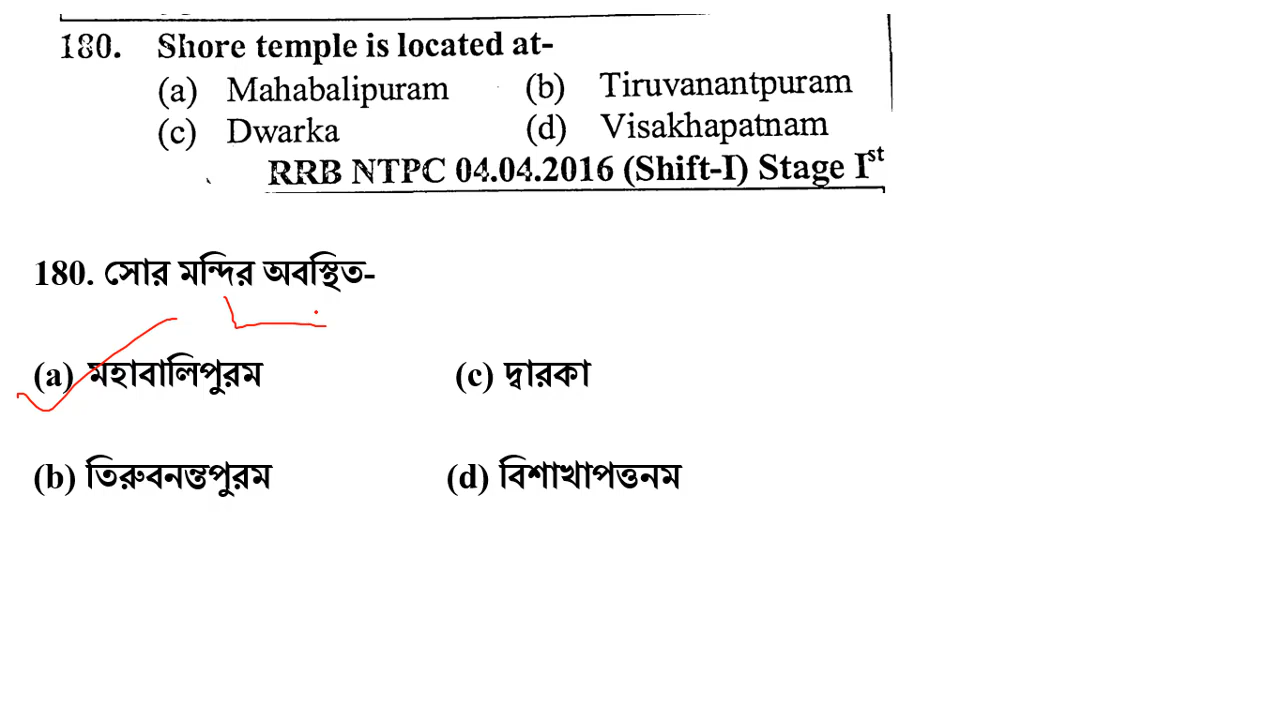 180. Shore temple is located at-
(a) Mahabalipuram (b) Tiruvanantpuram
(c) Dwarka (d) Visakhapatnam
RRB NTPC 04.04.2016 (Shift-I) Stage Ist
180. সোর মন্দির অবস্থিত-
(a) মহাবালিপুরম (c) দ্বারকা
(b) তিরুবনন্তপুরম (d) বিশাখাপত্তনম